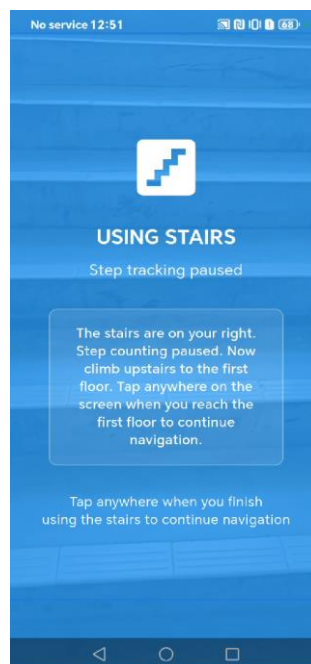 No service 12:51
68
USING STAIRS
Step tracking paused
The stairs are on your right.
Step counting paused. Now
climb upstairs to the first
floor. Tap anywhere on the
screen when you reach the
first floor to continue
navigation.
Tap anywhere when you finish
using the stairs to continue navigation